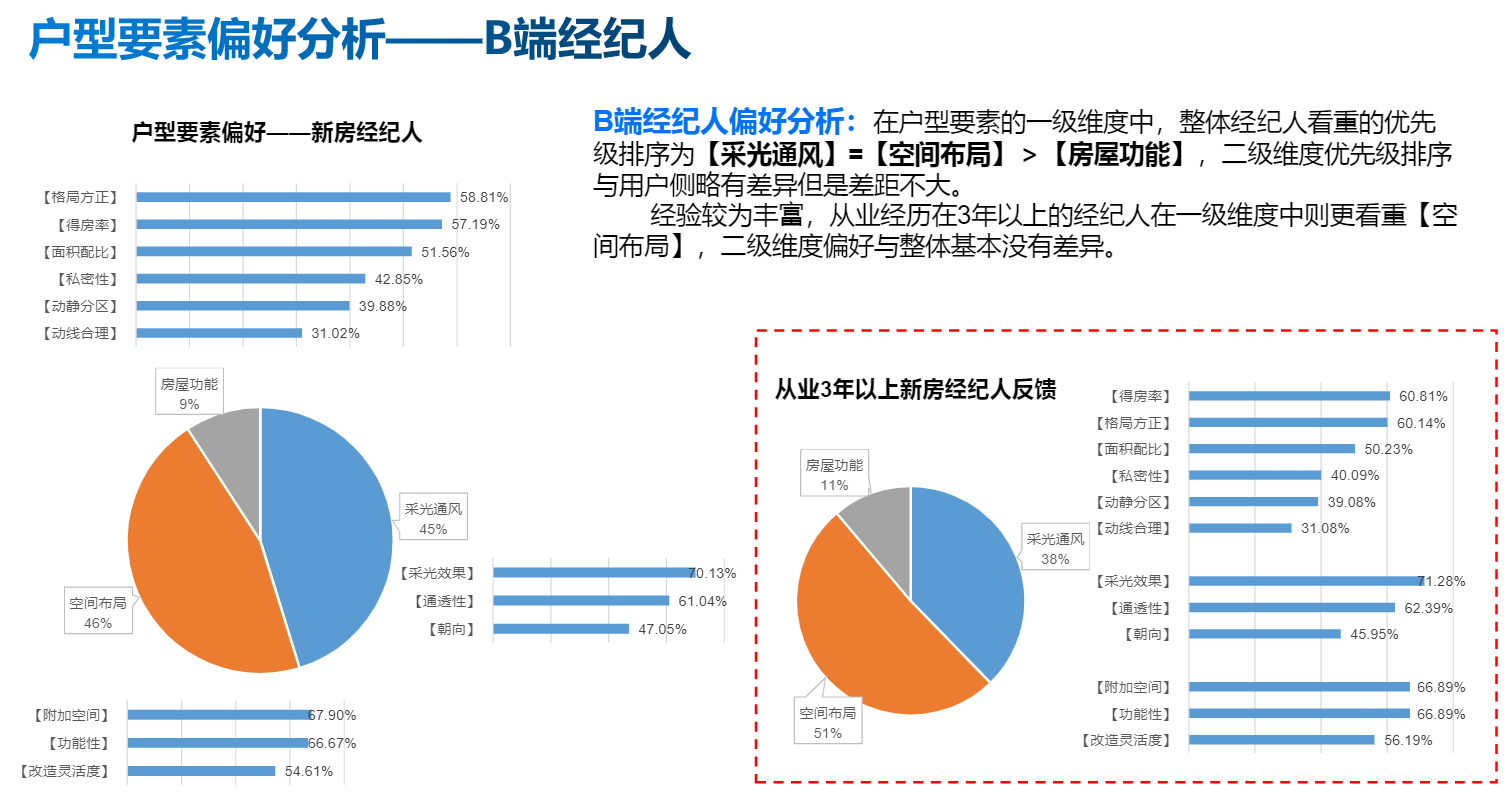 户型要素偏好分析——B端经纪人
户型要素偏好——新房经纪人
【格局方正】 58.81%
【得房率】 57.19%
【面积配比】 51.56%
【私密性】 42.85%
【动静分区】 39.88%
【动线合理】 31.02%
B端经纪人偏好分析：在户型要素的一级维度中，整体经纪人看重的优先
级排序为【采光通风】=【空间布局】 > 【房屋功能】，二级维度优先级排序
与用户侧略有差异但是差距不大。
经验较为丰富，从业经历在3年以上的经纪人在一级维度中则更看重【空
间布局】，二级维度偏好与整体基本没有差异。
房屋功能
9%
采光通风
45%
空间布局
46%
【采光效果】 70.13%
【通透性】 61.04%
【朝向】 47.05%
【附加空间】 67.90%
【功能性】 66.67%
【改造灵活度】 54.61%
从业3年以上新房经纪人反馈
房屋功能
11%
采光通风
38%
空间布局
51%
【得房率】 60.81%
【格局方正】 60.14%
【面积配比】 50.23%
【私密性】 40.09%
【动静分区】 39.08%
【动线合理】 31.08%
【采光效果】 71.28%
【通透性】 62.39%
【朝向】 45.95%
【附加空间】 66.89%
【功能性】 66.89%
【改造灵活度】 56.19%